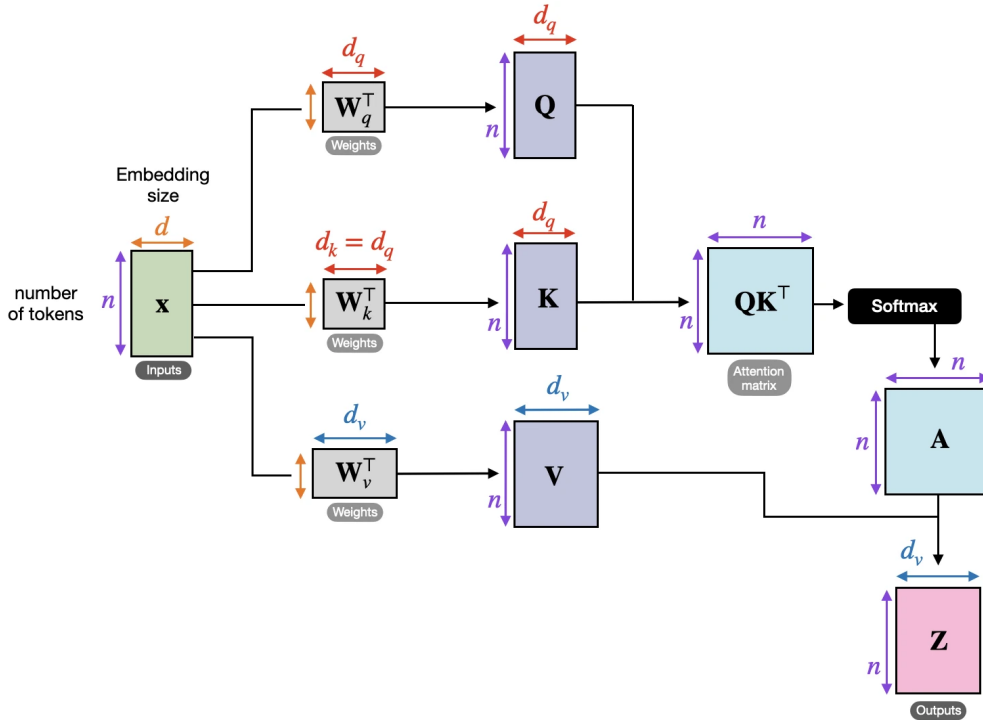 d_q
W_q^⊤
Weights
d_q
n
Q
Embedding
size
d
number
of tokens
n
x
Inputs
d_k = d_q
W_k^⊤
Weights
d_q
n
K
n
n
QK^⊤
Attention
matrix
Softmax
n
n
A
d_v
W_v^⊤
Weights
d_v
n
V
d_v
n
Z
Outputs